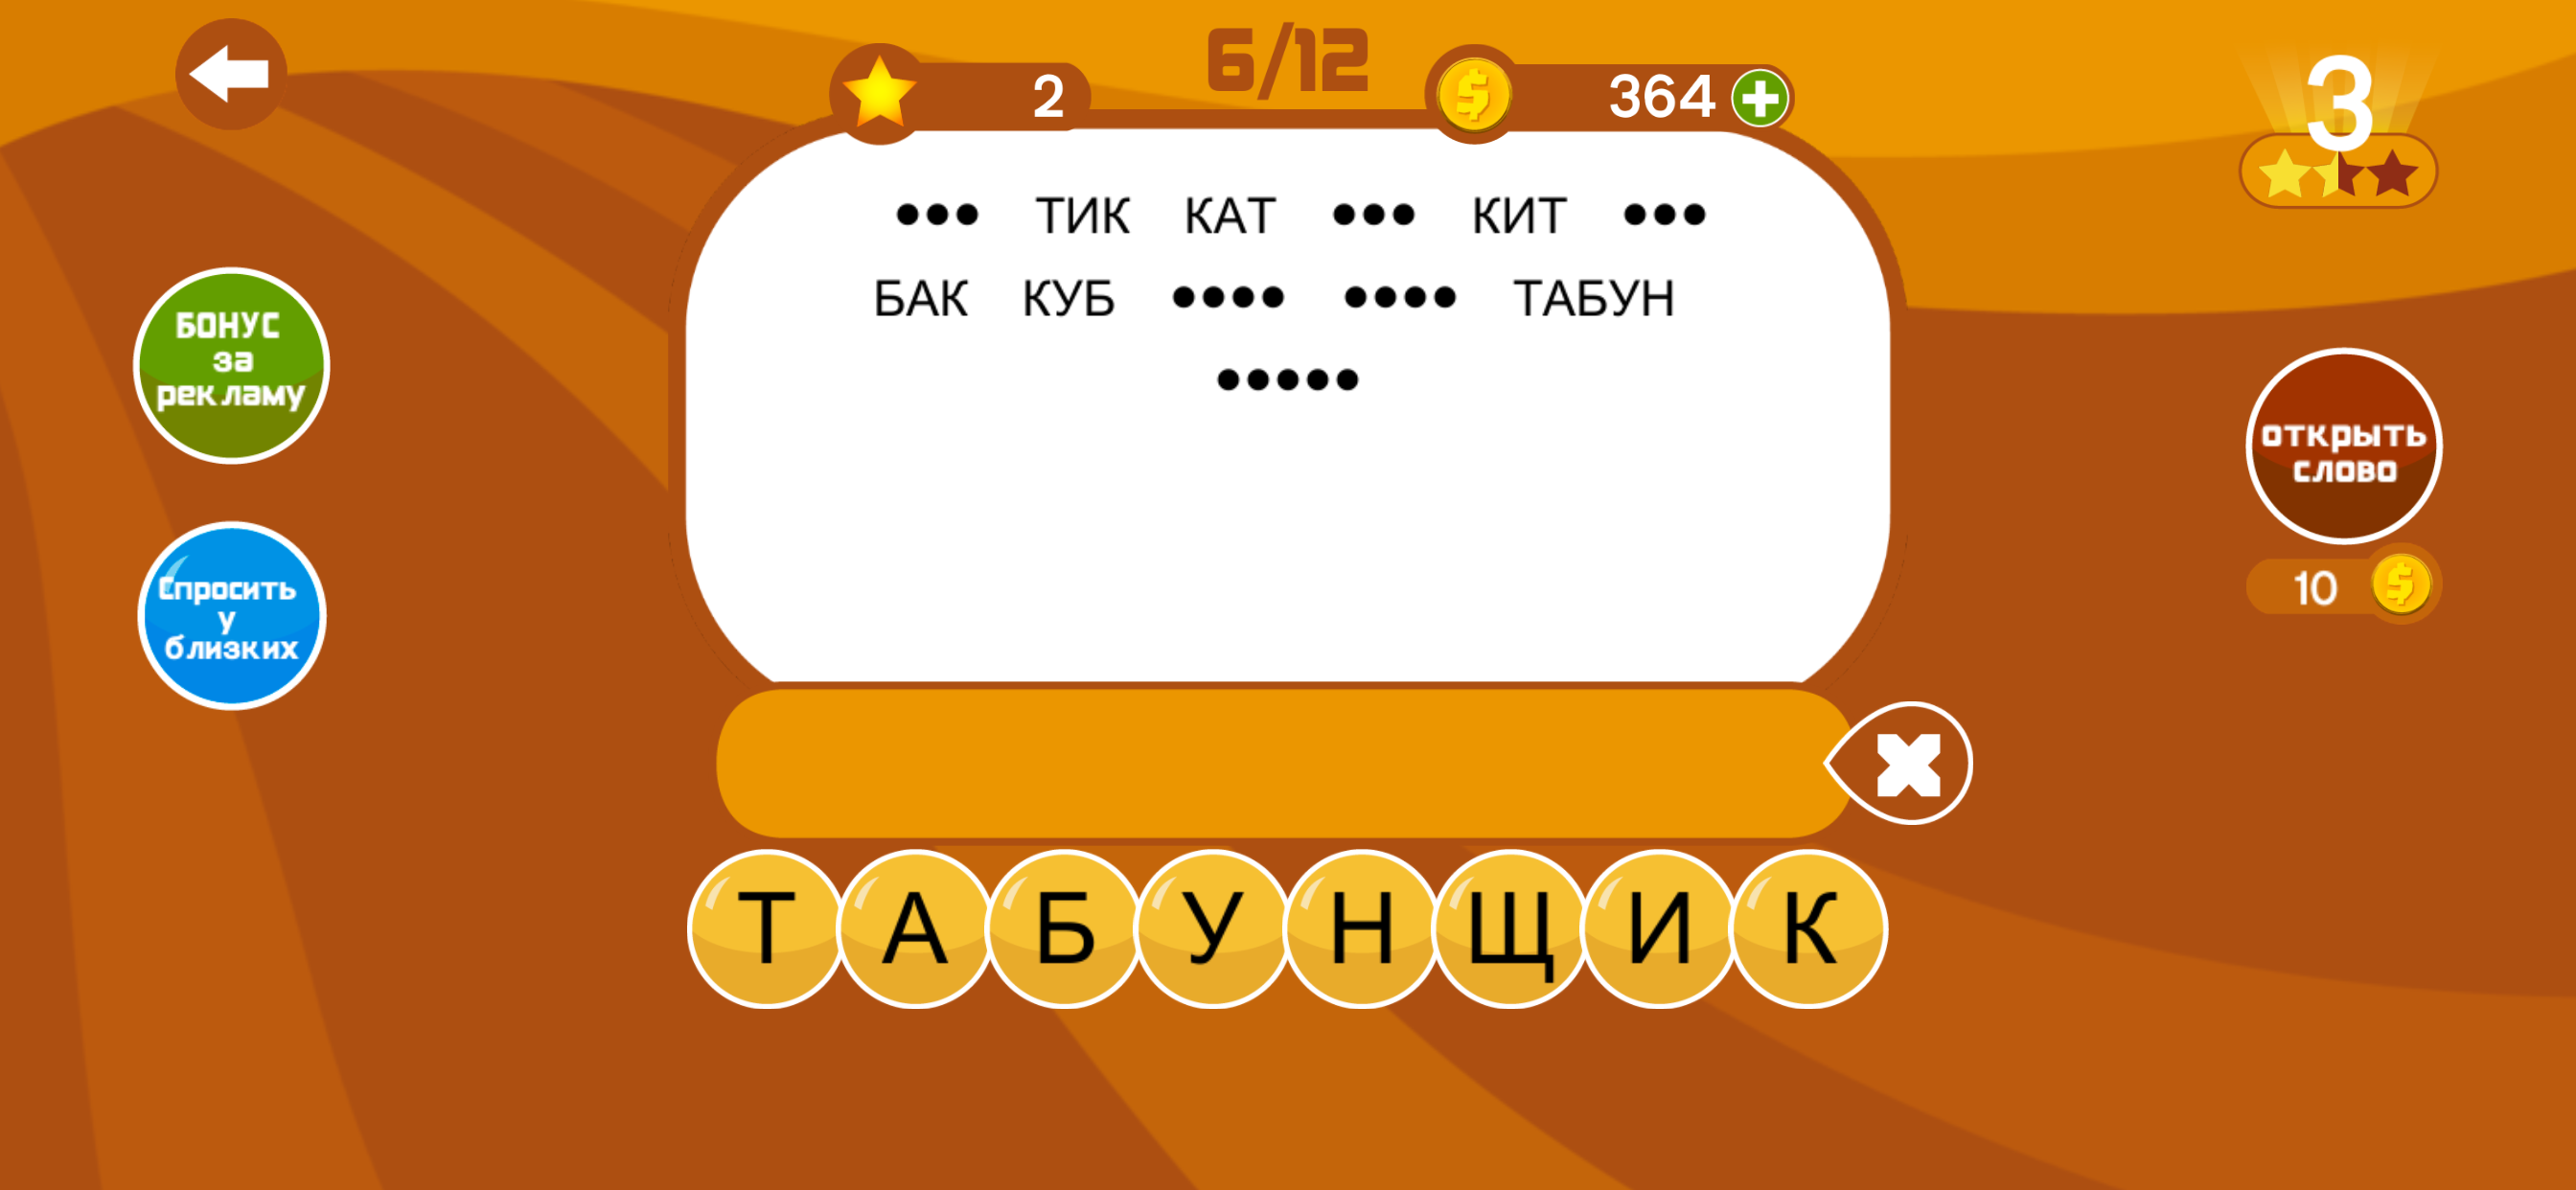 6/12
2
364
3
••• ТИК КАТ ••• КИТ •••
БАК КУБ •••• •••• ТАБУН
•••••
БОНУС
за
рекламу
Спросить
у
близких
открыть
слово
10
Т А Б У Н Щ И К